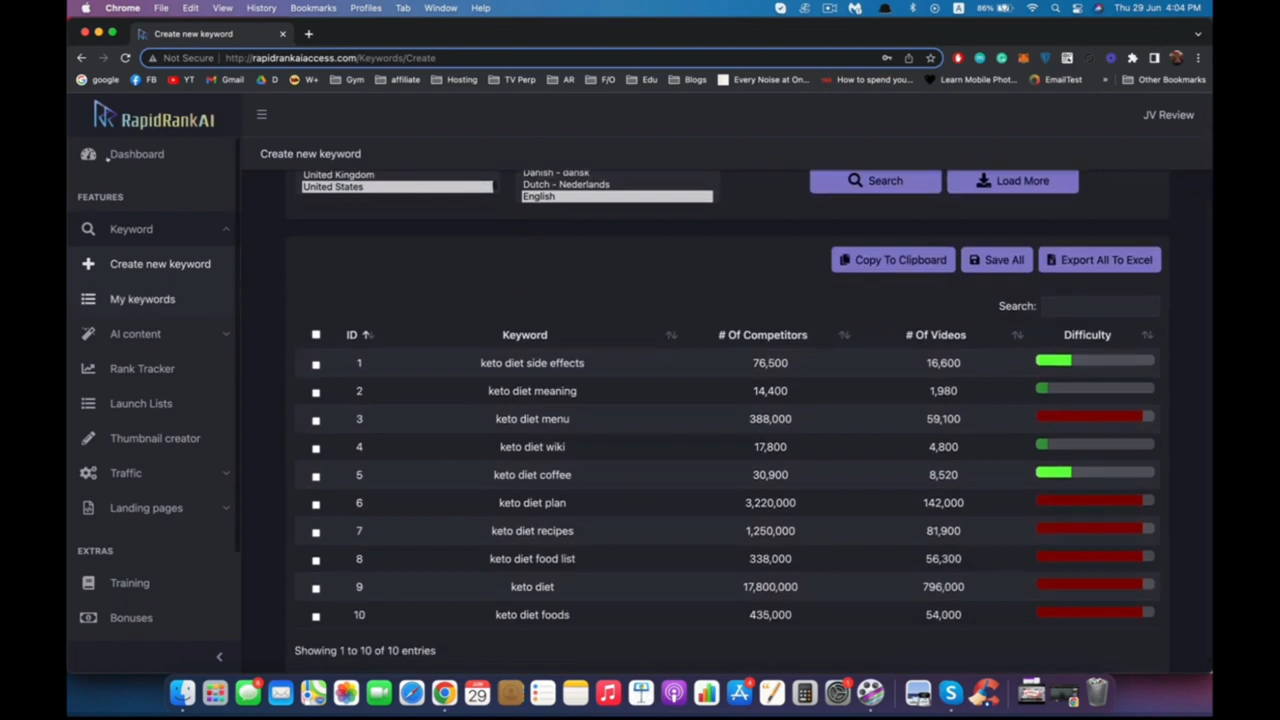 Chrome File Edit View History Bookmarks Profiles Tab Window Help A 86% Thu 29 Jun 4:04 PM
Create new keyword
Not Secure http://rapidrankaiaccess.com/Keywords/Create
google FB YT Gmail D W+ Gym affiliate Hosting TV Perp AR F/O Edu Blogs Every Noise at On... How to spend you... Learn Mobile Phot... EmailTest » Other Bookmarks
RapidRankAI
JV Review
Dashboard
Create new keyword
FEATURES
Keyword
Create new keyword
My keywords
AI content
Rank Tracker
Launch Lists
Thumbnail creator
Traffic
Landing pages
EXTRAS
Training
Bonuses
United Kingdom
United States
Danish - dansk
Dutch - Nederlands
English
Search Load More
Copy To Clipboard Save All Export All To Excel
Search:
ID Keyword # Of Competitors # Of Videos Difficulty
1 keto diet side effects 76,500 16,600
2 keto diet meaning 14,400 1,980
3 keto diet menu 388,000 59,100
4 keto diet wiki 17,800 4,800
5 keto diet coffee 30,900 8,520
6 keto diet plan 3,220,000 142,000
7 keto diet recipes 1,250,000 81,900
8 keto diet food list 338,000 56,300
9 keto diet 17,800,000 796,000
10 keto diet foods 435,000 54,000
Showing 1 to 10 of 10 entries